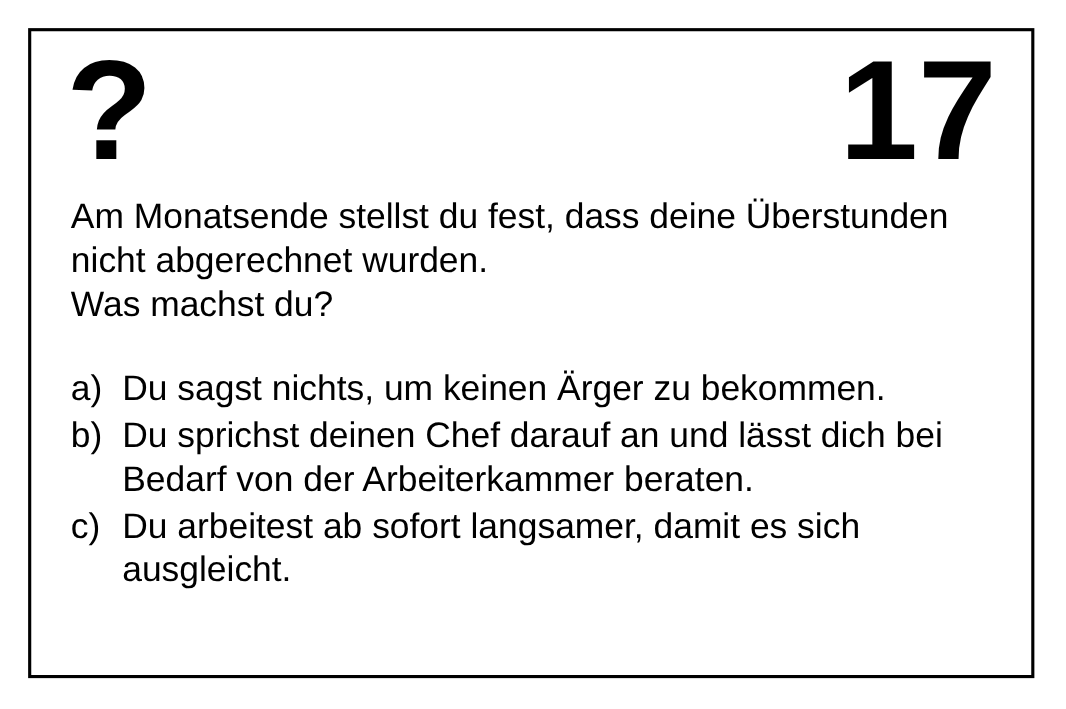 ? 17
Am Monatsende stellst du fest, dass deine Überstunden
nicht abgerechnet wurden.
Was machst du?
a) Du sagst nichts, um keinen Ärger zu bekommen.
b) Du sprichst deinen Chef darauf an und lässt dich bei
Bedarf von der Arbeiterkammer beraten.
c) Du arbeitest ab sofort langsamer, damit es sich
ausgleicht.